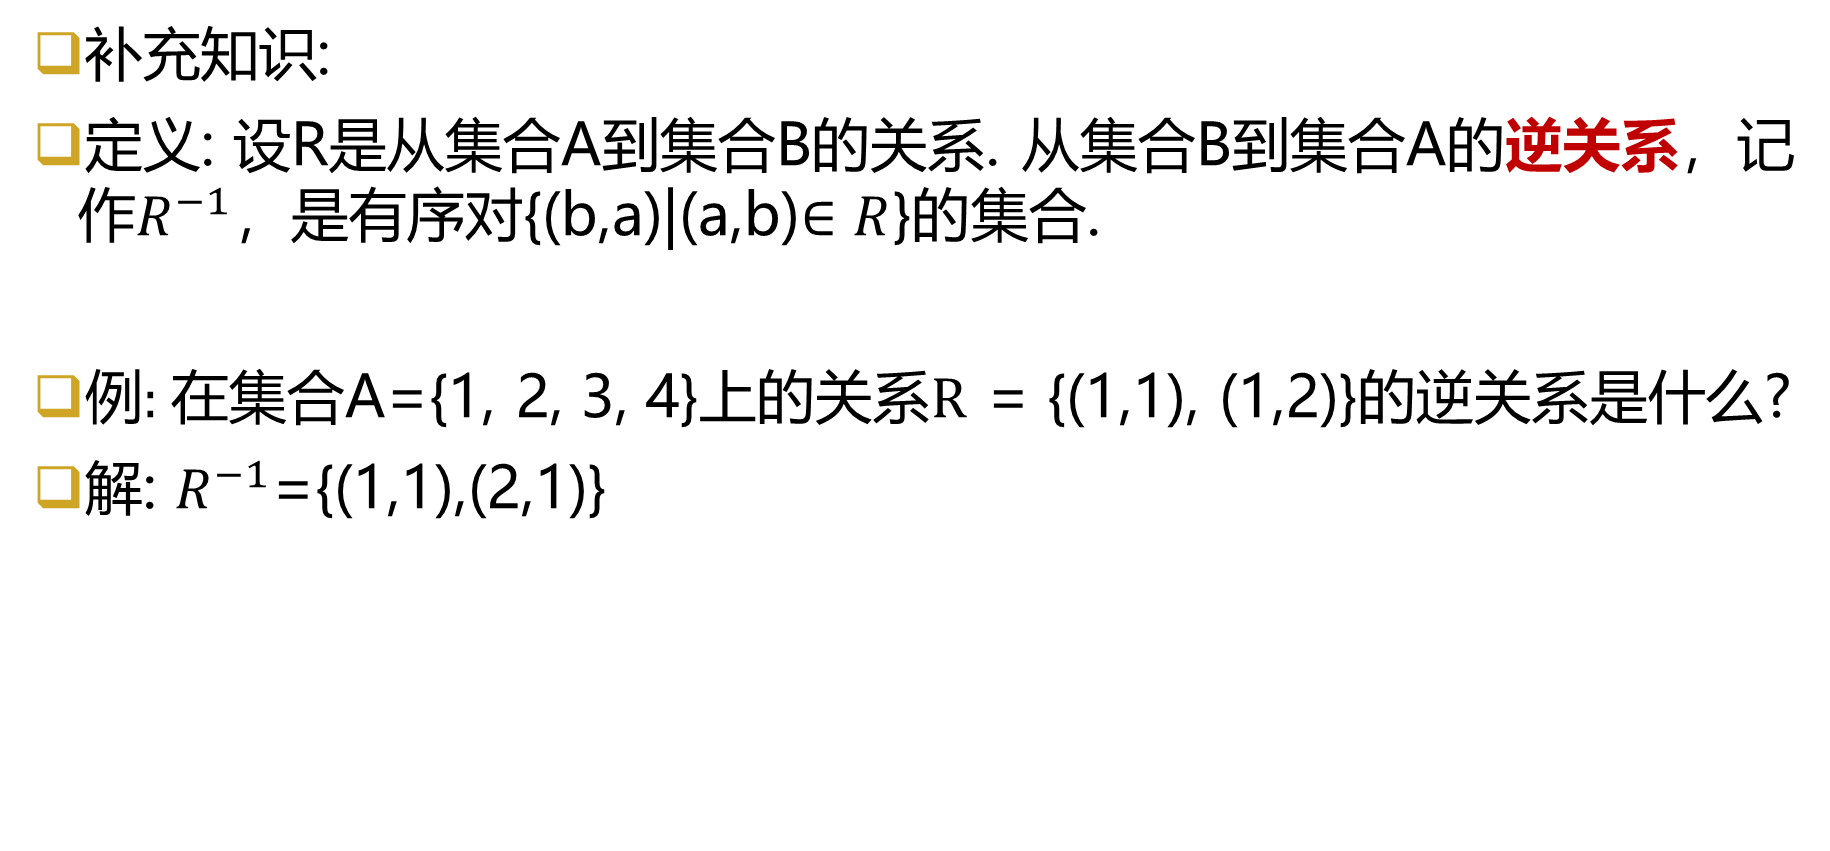 ❑补充知识:
❑定义: 设R是从集合A到集合B的关系. 从集合B到集合A的逆关系，记
作𝑅⁻¹，是有序对{(b,a)|(a,b)∈ 𝑅}的集合.
❑例: 在集合A={1, 2, 3, 4}上的关系R = {(1,1), (1,2)}的逆关系是什么?
❑解: 𝑅⁻¹={(1,1),(2,1)}